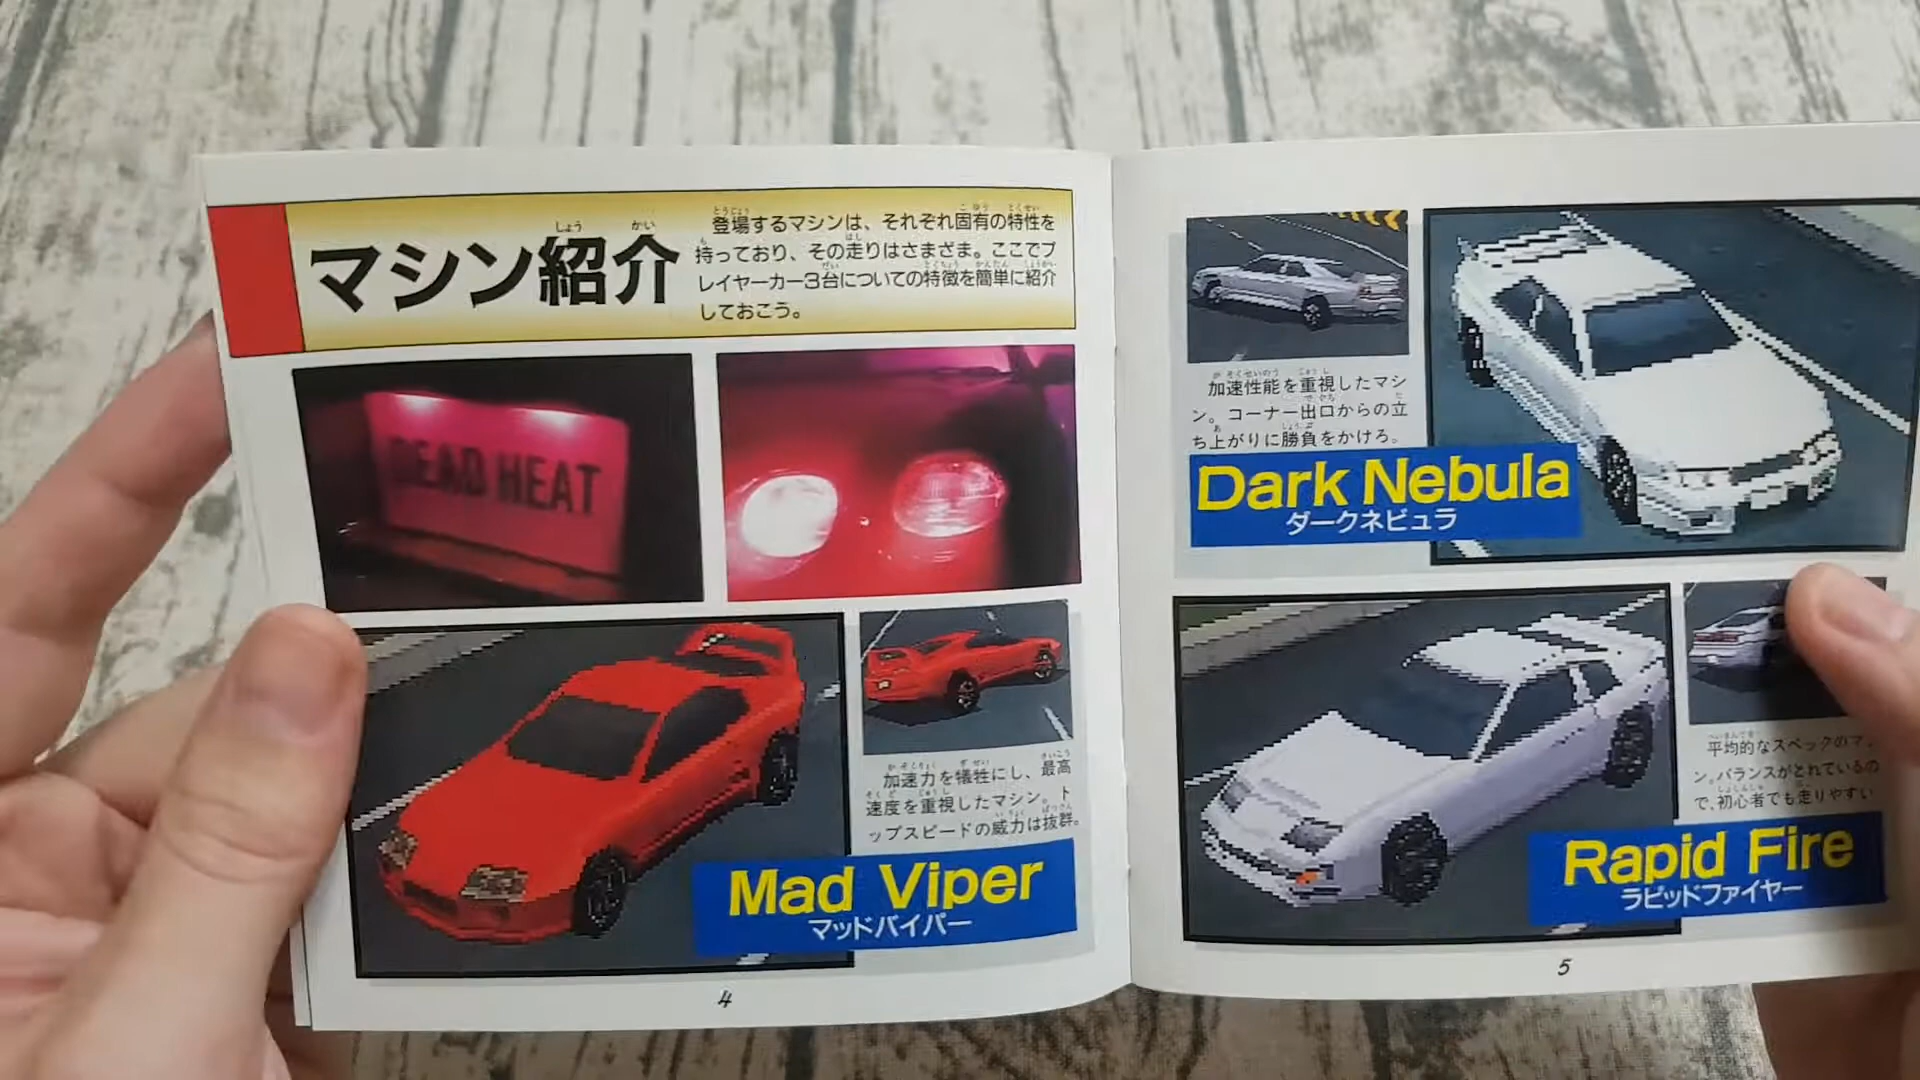 マシン紹介
登場するマシンは、それぞれ固有の特性を
持っており、その走りはさまざま。ここでプ
レイヤーカー3台についての特徴を簡単に紹介
しておこう。
DEAD HEAT
加速力を犠牲にし、最高
速度を重視したマシン。ト
ップスピードの威力は抜群。
Mad Viper
マッドバイパー
4
加速性能を重視したマシ
ン。コーナー出口からの立
ち上がりに勝負をかけろ。
Dark Nebula
ダークネビュラ
平均的なスペックのマ
ン。バランスがとれているの
で、初心者でも走りやすい
Rapid Fire
ラピッドファイヤー
5